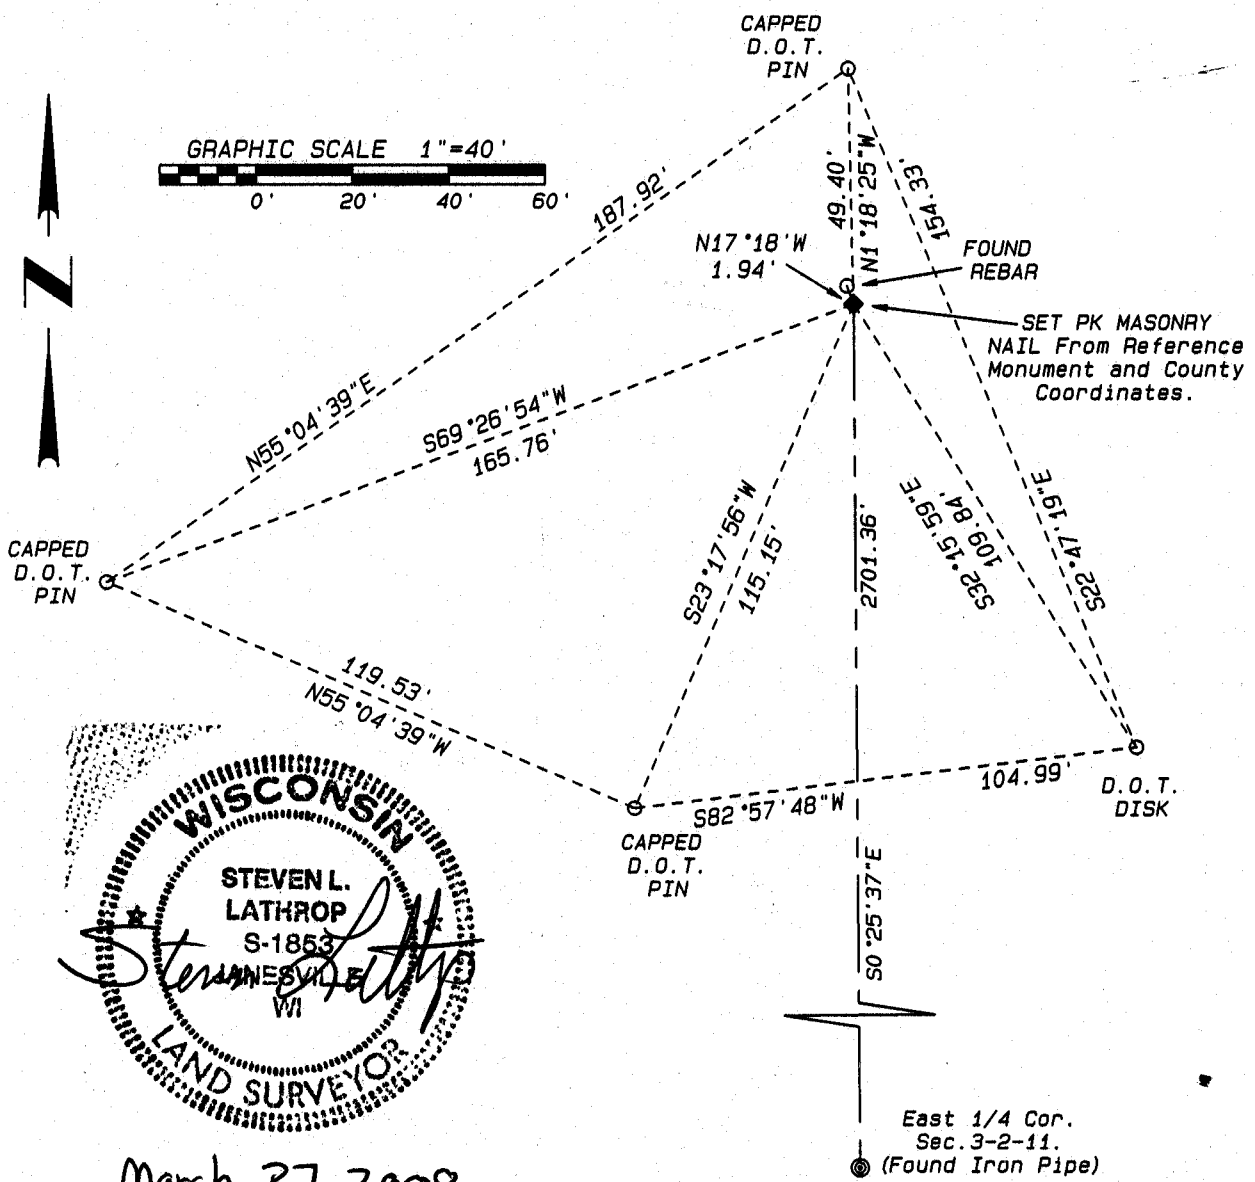 CAPPED
D.O.T.
PIN
GRAPHIC SCALE 1"=40'
0' 20' 40' 60'
187.92'
49.40'
N1°18'25"W
154.33'
N17°18'W
1.94'
FOUND
REBAR
SET PK MASONRY
NAIL From Reference
Monument and County
Coordinates.
N
N55°04'39"E
S69°26'54"W
165.76'
S23°17'56"W
115.15'
2701.36'
S32°15'59"E
109.84'
S22°47'19"E
CAPPED
D.O.T.
PIN
119.53'
N55°04'39"W
S82°57'48"W
104.99'
D.O.T.
DISK
CAPPED
D.O.T.
PIN
S0°25'37"E
WISCONSIN
STEVEN L.
LATHROP
S-1853
JANESVILLE
WI
LAND SURVEYOR
East 1/4 Cor.
Sec.3-2-11.
(Found Iron Pipe)
March 27 2008